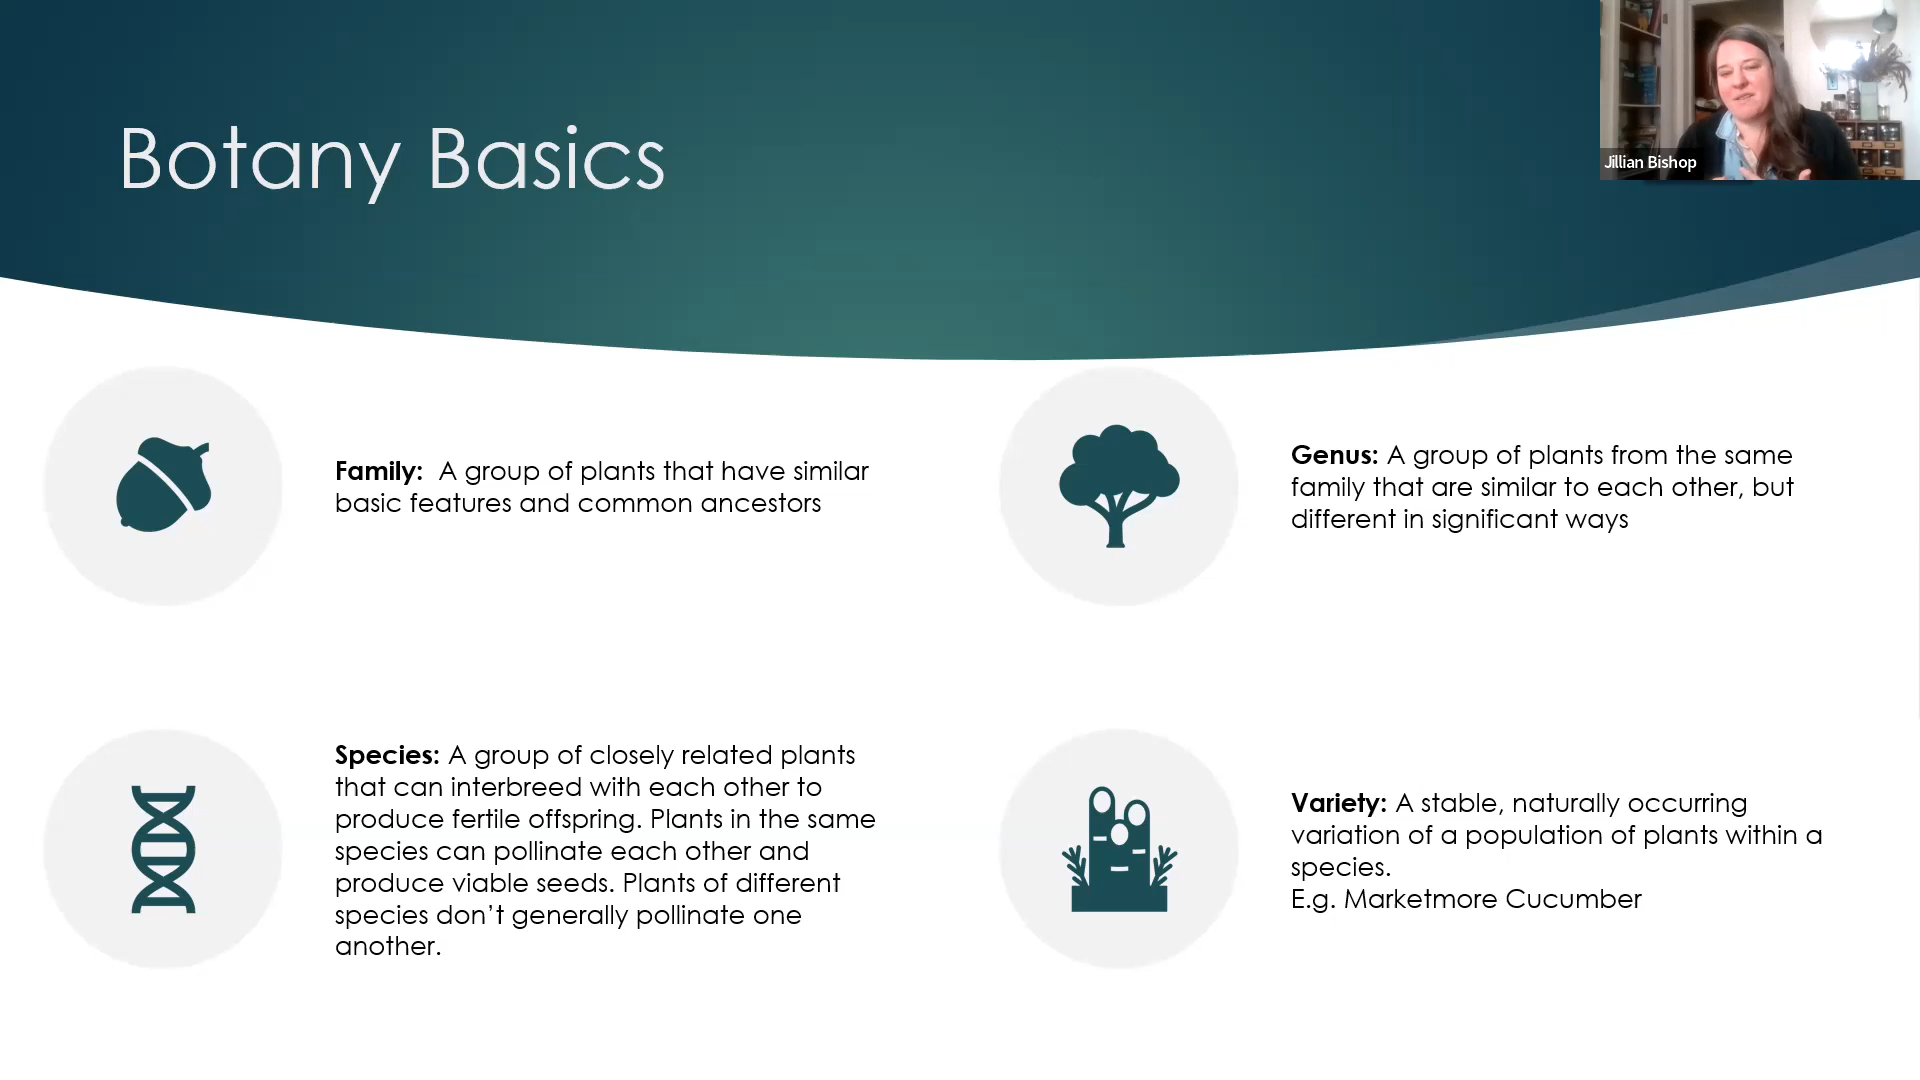 Botany Basics
Jillian Bishop
Family: A group of plants that have similar
basic features and common ancestors
Genus: A group of plants from the same
family that are similar to each other, but
different in significant ways
Species: A group of closely related plants
that can interbreed with each other to
produce fertile offspring. Plants in the same
species can pollinate each other and
produce viable seeds. Plants of different
species don’t generally pollinate one
another.
Variety: A stable, naturally occurring
variation of a population of plants within a
species.
E.g. Marketmore Cucumber